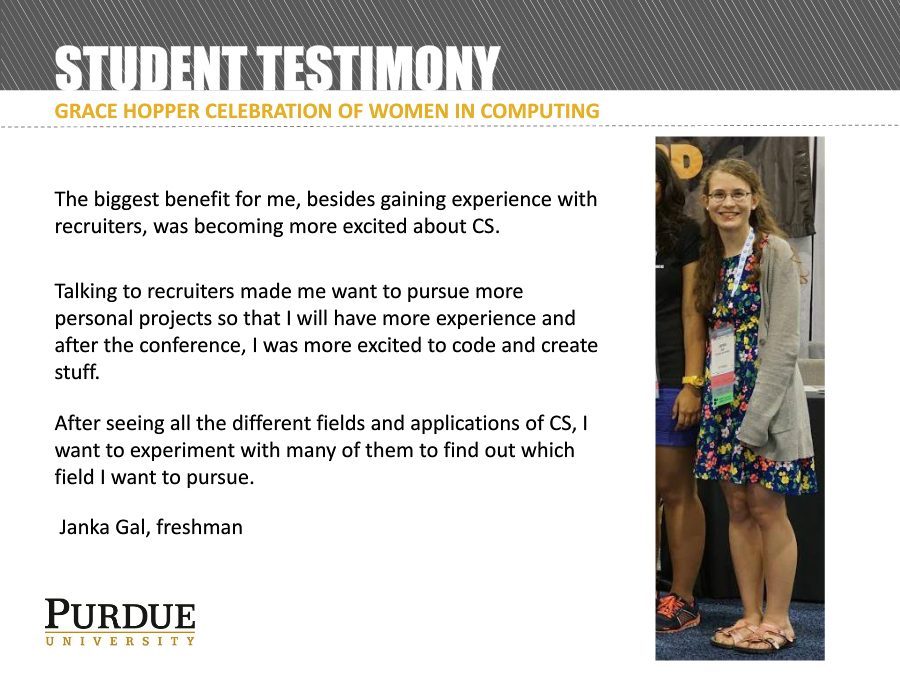 STUDENT TESTIMONY
GRACE HOPPER CELEBRATION OF WOMEN IN COMPUTING
The biggest benefit for me, besides gaining experience with
recruiters, was becoming more excited about CS.
Talking to recruiters made me want to pursue more
personal projects so that I will have more experience and
after the conference, I was more excited to code and create
stuff.
After seeing all the different fields and applications of CS, I
want to experiment with many of them to find out which
field I want to pursue.
Janka Gal, freshman
PURDUE
UNIVERSITY